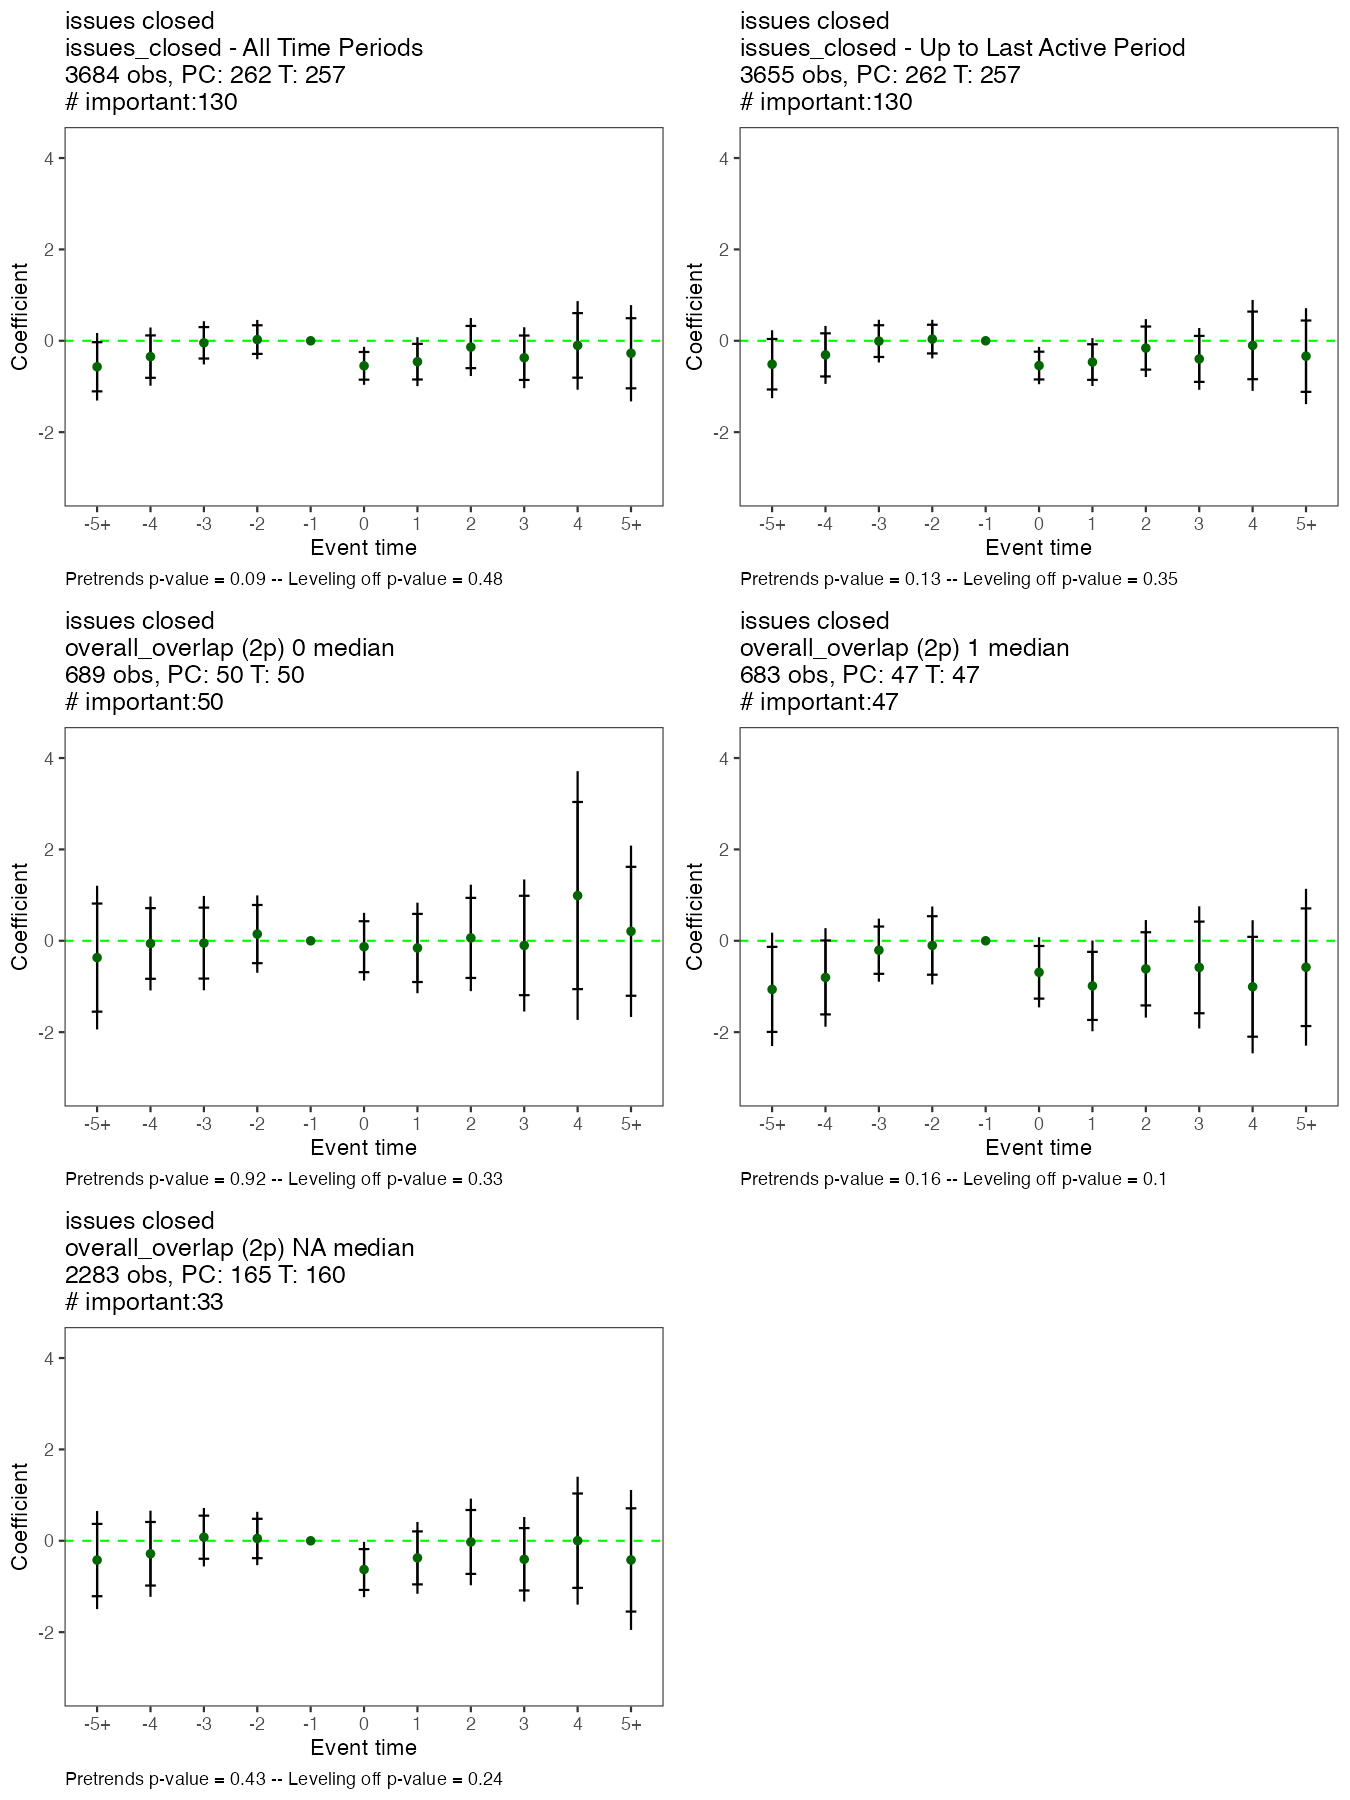 issues closed
issues_closed - All Time Periods
3684 obs, PC: 262 T: 257
# important:130
4
2
0
-2
Coefficient
-5+ -4 -3 -2 -1 0 1 2 3 4 5+
Event time
Pretrends p-value = 0.09 -- Leveling off p-value = 0.48
issues closed
issues_closed - Up to Last Active Period
3655 obs, PC: 262 T: 257
# important:130
4
2
0
-2
Coefficient
-5+ -4 -3 -2 -1 0 1 2 3 4 5+
Event time
Pretrends p-value = 0.13 -- Leveling off p-value = 0.35
issues closed
overall_overlap (2p) 0 median
689 obs, PC: 50 T: 50
# important:50
4
2
0
-2
Coefficient
-5+ -4 -3 -2 -1 0 1 2 3 4 5+
Event time
Pretrends p-value = 0.92 -- Leveling off p-value = 0.33
issues closed
overall_overlap (2p) 1 median
683 obs, PC: 47 T: 47
# important:47
4
2
0
-2
Coefficient
-5+ -4 -3 -2 -1 0 1 2 3 4 5+
Event time
Pretrends p-value = 0.16 -- Leveling off p-value = 0.1
issues closed
overall_overlap (2p) NA median
2283 obs, PC: 165 T: 160
# important:33
4
2
0
-2
Coefficient
-5+ -4 -3 -2 -1 0 1 2 3 4 5+
Event time
Pretrends p-value = 0.43 -- Leveling off p-value = 0.24